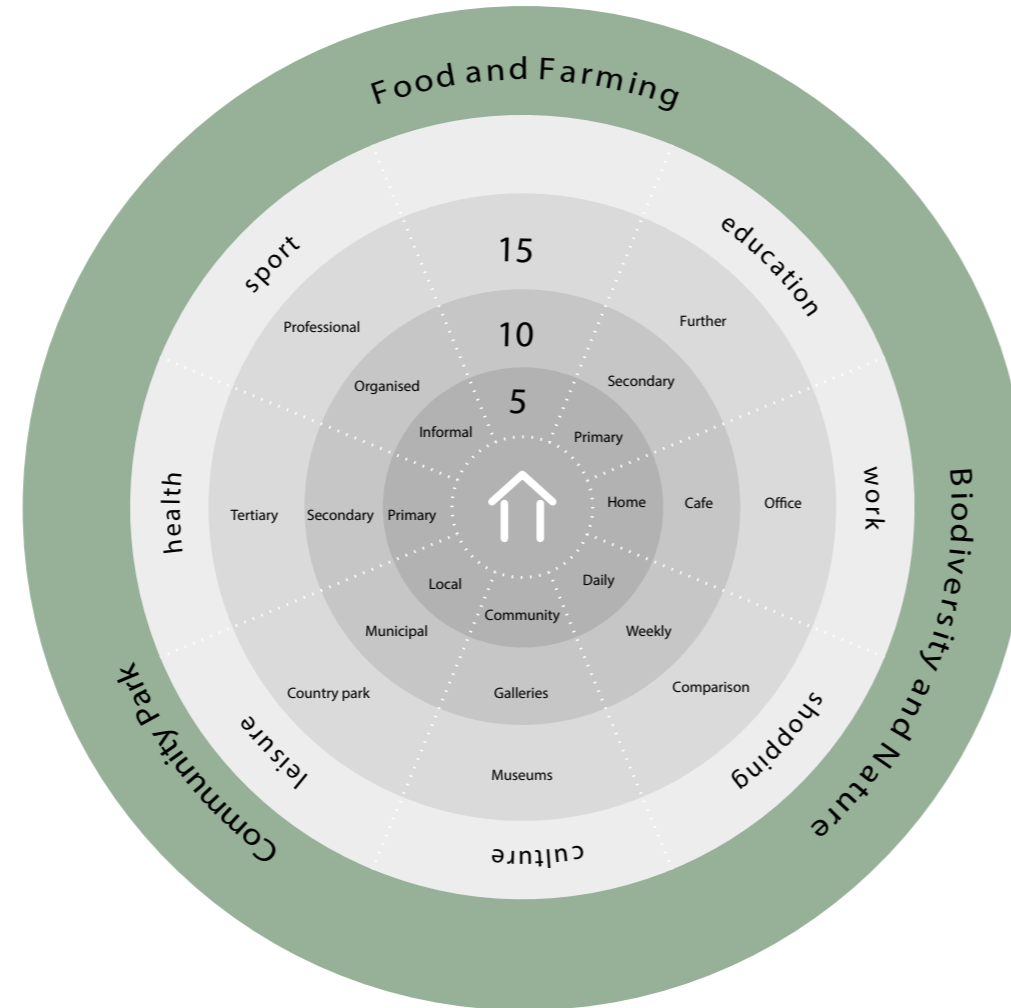 Food and Farming
Biodiversity and Nature
Community Park
education
work
shopping
culture
leisure
health
sport
15
10
5
Further
Secondary
Primary
Home
Cafe
Office
Daily
Weekly
Comparison
Community
Galleries
Museums
Local
Municipal
Country park
Primary
Secondary
Tertiary
Informal
Organised
Professional